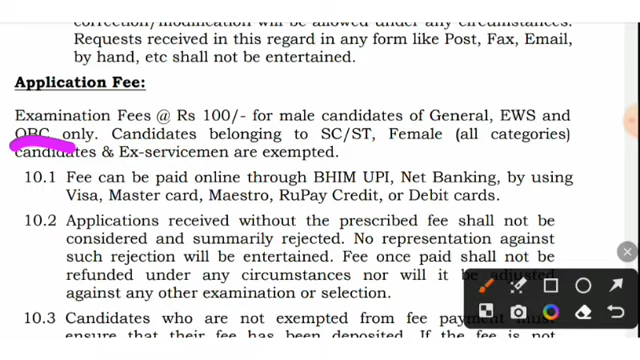 correction/modification will be allowed under any circumstances.
Requests received in this regard in any form like Post, Fax, Email,
by hand, etc shall not be entertained.
Application Fee:
Examination Fees @ Rs 100/- for male candidates of General, EWS and
OBC only. Candidates belonging to SC/ST, Female (all categories)
candidates & Ex-servicemen are exempted.
10.1 Fee can be paid online through BHIM UPI, Net Banking, by using
Visa, Master card, Maestro, RuPay Credit, or Debit cards.
10.2 Applications received without the prescribed fee shall not be
considered and summarily rejected. No representation against
such rejection will be entertained. Fee once paid shall not be
refunded under any circumstances nor will it be adjusted
against any other examination or selection.
10.3 Candidates who are not exempted from fee payment must
ensure that their fee has been deposited. If the fee is not